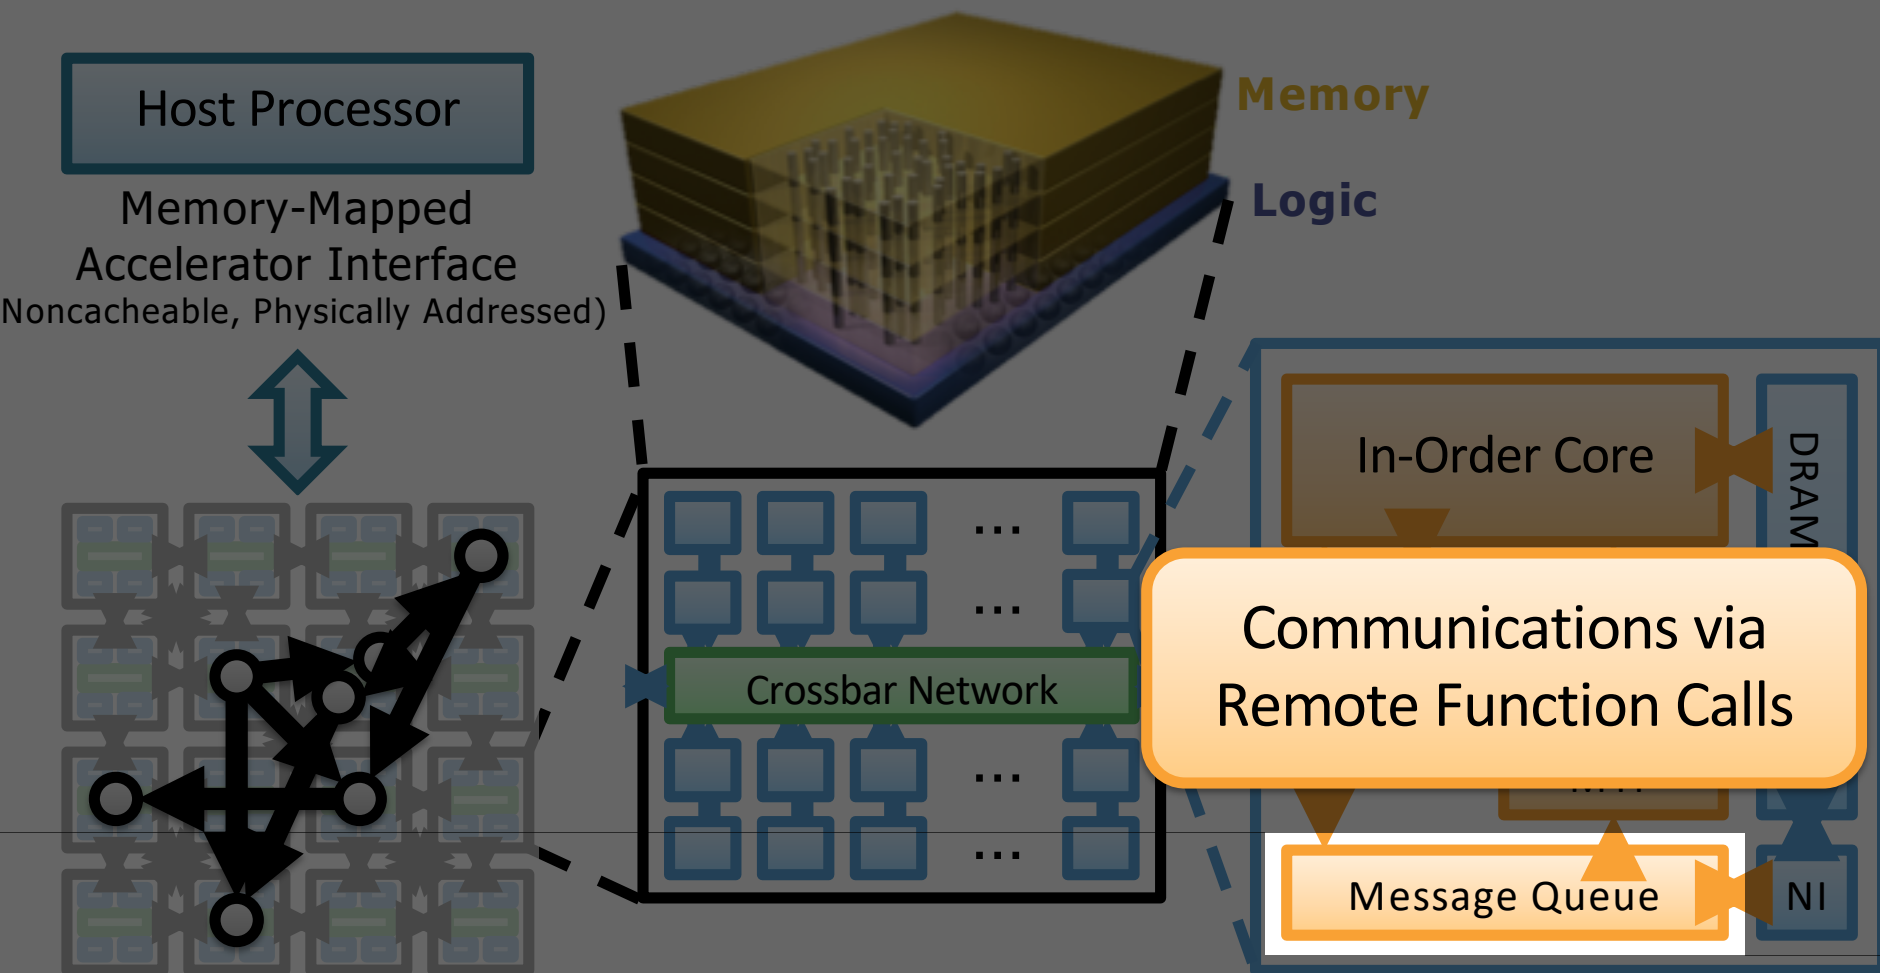 Host Processor
Memory-Mapped
Accelerator Interface
Noncacheable, Physically Addressed)
Memory
Logic
In-Order Core
DRAM
...
...
Communications via
Remote Function Calls
Crossbar Network
...
...
Message Queue
NI